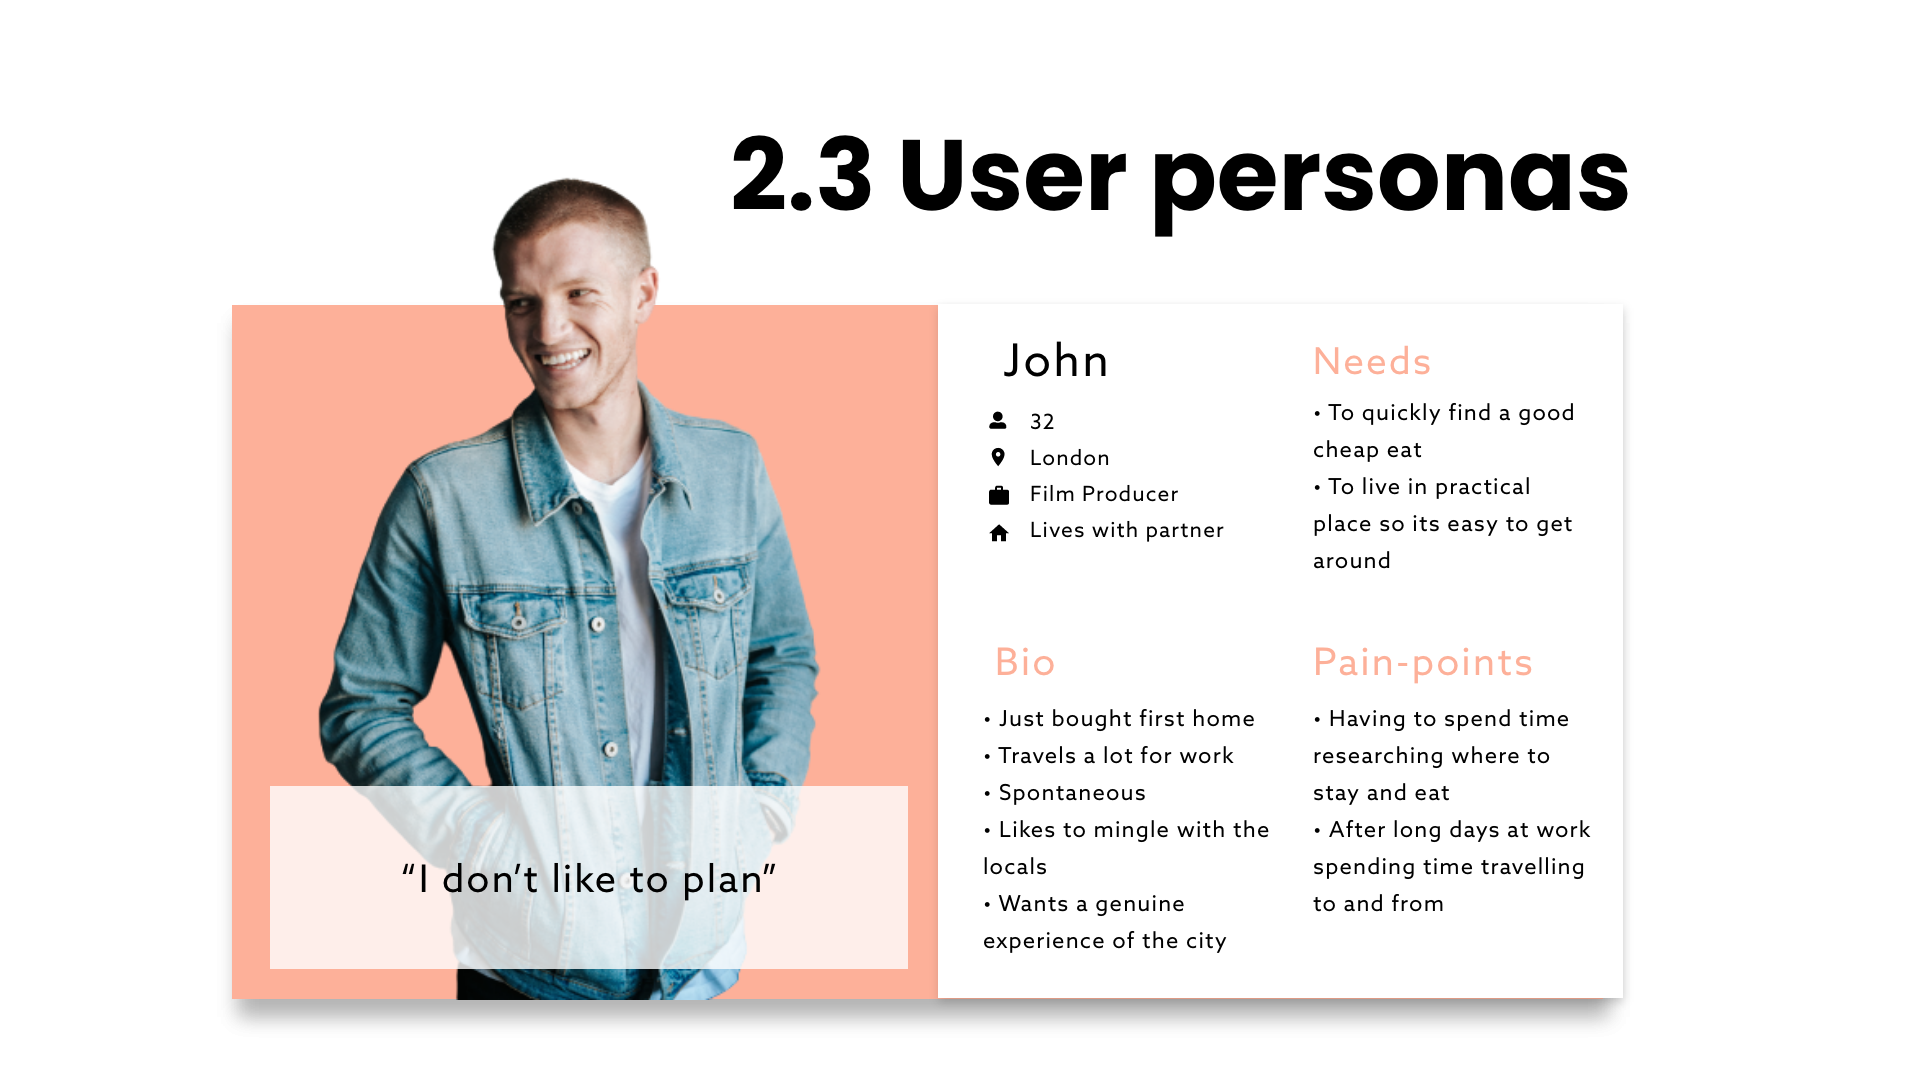 2.3 User personas
John
32
London
Film Producer
Lives with partner
Needs
• To quickly find a good
cheap eat
• To live in practical
place so its easy to get
around
Bio
• Just bought first home
• Travels a lot for work
• Spontaneous
• Likes to mingle with the
locals
• Wants a genuine
experience of the city
Pain-points
• Having to spend time
researching where to
stay and eat
• After long days at work
spending time travelling
to and from
“I don’t like to plan”